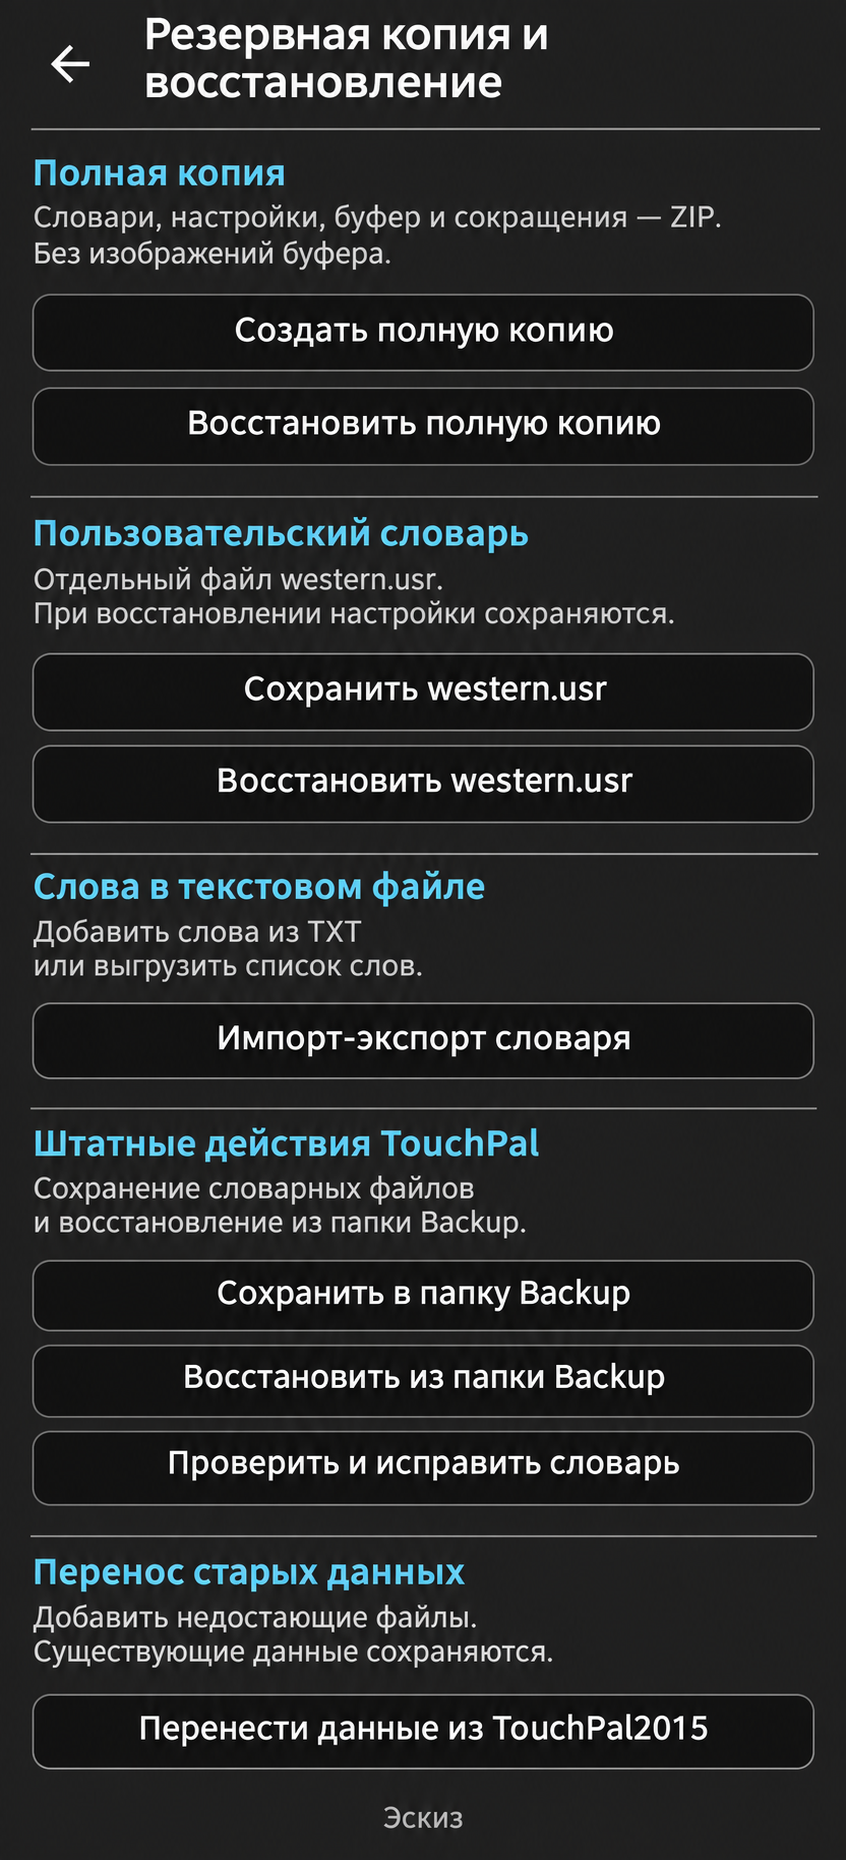 Резервная копия и
восстановление
Полная копия
Словари, настройки, буфер и сокращения — ZIP.
Без изображений буфера.
Создать полную копию
Восстановить полную копию
Пользовательский словарь
Отдельный файл western.usr.
При восстановлении настройки сохраняются.
Сохранить western.usr
Восстановить western.usr
Слова в текстовом файле
Добавить слова из TXT
или выгрузить список слов.
Импорт-экспорт словаря
Штатные действия TouchPal
Сохранение словарных файлов
и восстановление из папки Backup.
Сохранить в папку Backup
Восстановить из папки Backup
Проверить и исправить словарь
Перенос старых данных
Добавить недостающие файлы.
Существующие данные сохраняются.
Перенести данные из TouchPal2015
Эскиз